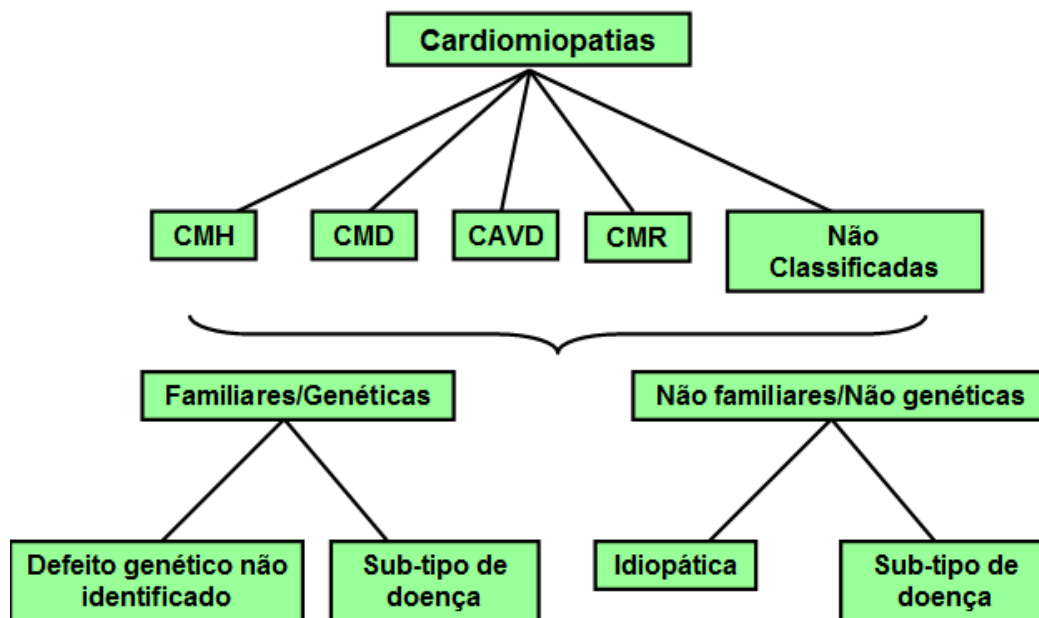 Cardiomiopatias
CMH
CMD
CAVD
CMR
Não
Classificadas
Familiares/Genéticas
Não familiares/Não genéticas
Defeito genético não
identificado
Sub-tipo de
doença
Idiopática
Sub-tipo de
doença